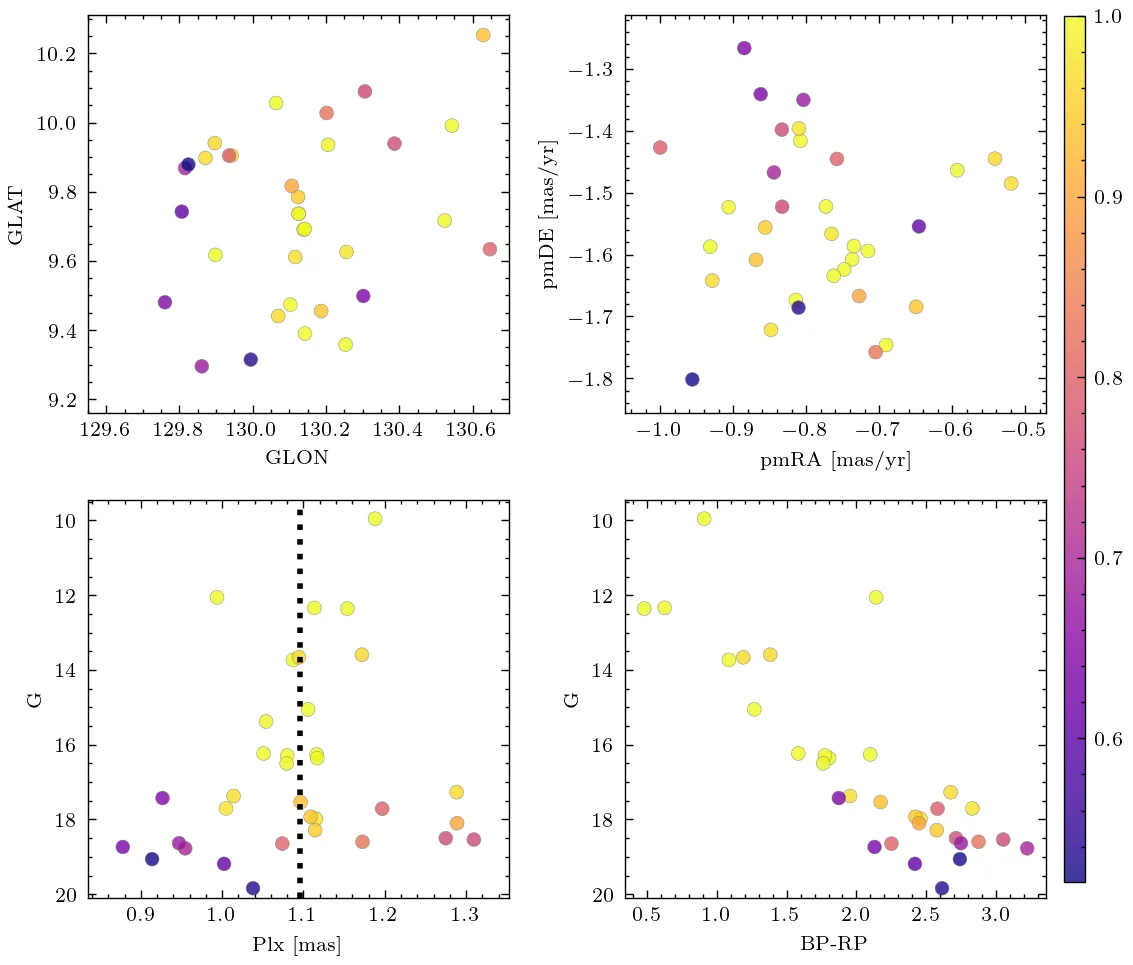 10.2
10.0
9.8
9.6
9.4
9.2
GLAT
129.6 129.8 130.0 130.2 130.4 130.6
GLON
−1.3
−1.4
−1.5
−1.6
−1.7
−1.8
pmDE [mas/yr]
−1.0 −0.9 −0.8 −0.7 −0.6 −0.5
pmRA [mas/yr]
10
12
14
16
18
20
G
0.9 1.0 1.1 1.2 1.3
Plx [mas]
10
12
14
16
18
20
G
0.5 1.0 1.5 2.0 2.5 3.0
BP-RP
1.0
0.9
0.8
0.7
0.6